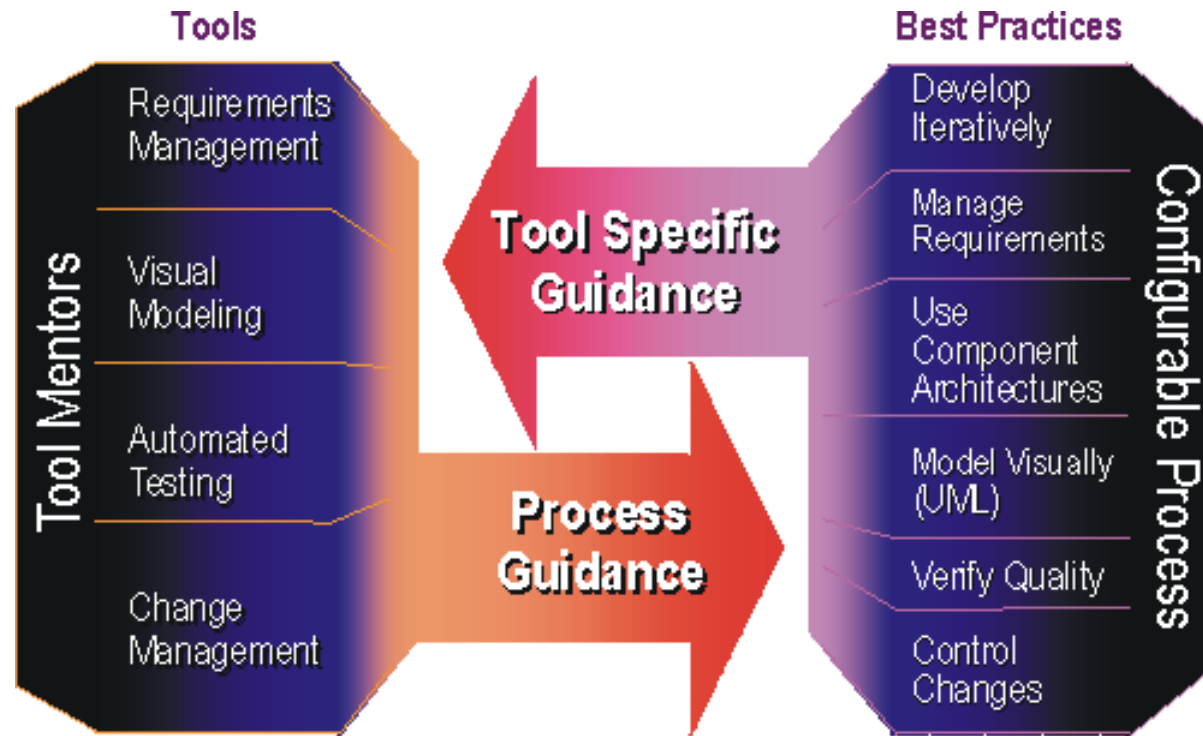 Tools
Tool Mentors
Requirements
Management
Visual
Modeling
Automated
Testing
Change
Management
Tool Specific
Guidance
Process
Guidance
Best Practices
Develop
Iteratively
Manage
Requirements
Use
Component
Architectures
Model Visually
(UML)
Verify Quality
Control
Changes
Configurable Process